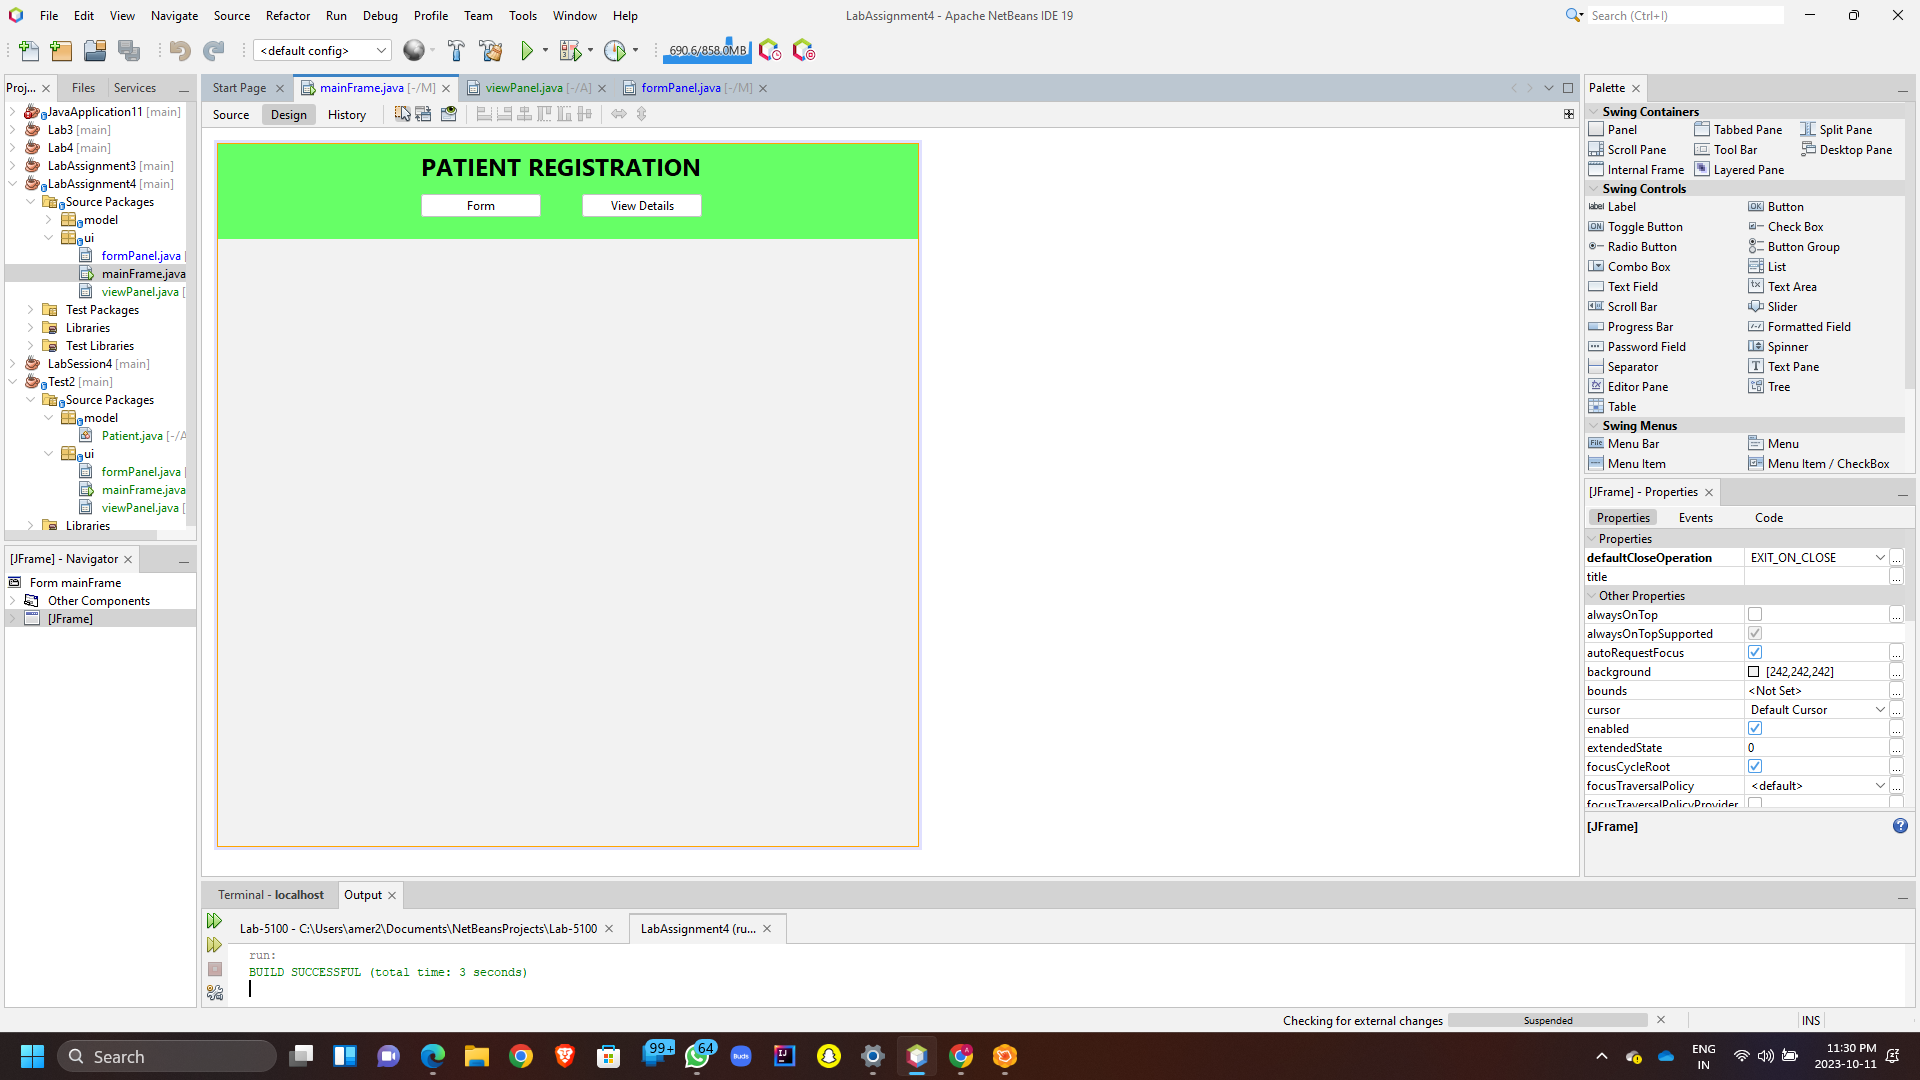 File Edit View Navigate Source Refactor Run Debug Profile Team Tools Window Help
LabAssignment4 - Apache NetBeans IDE 19
Search (Ctrl+I)
<default config>
690.6/858.0MB
Proj... Files Services
JavaApplication11 [main]
Lab3 [main]
Lab4 [main]
LabAssignment3 [main]
LabAssignment4 [main]
Source Packages
model
ui
formPanel.java
mainFrame.java
viewPanel.java [
Test Packages
Libraries
Test Libraries
LabSession4 [main]
Test2 [main]
Source Packages
model
Patient.java [-/A
ui
formPanel.java
mainFrame.java
viewPanel.java [
Libraries
[JFrame] - Navigator
Form mainFrame
Other Components
[JFrame]
Start Page mainFrame.java [-/M] viewPanel.java [-/A] formPanel.java [-/M]
Source Design History
PATIENT REGISTRATION
Form View Details
Palette
Swing Containers
Panel Tabbed Pane Split Pane
Scroll Pane Tool Bar Desktop Pane
Internal Frame Layered Pane
Swing Controls
label Label OK Button
ON Toggle Button Check Box
Radio Button Button Group
Combo Box List
Text Field Text Area
Scroll Bar Slider
Progress Bar Formatted Field
Password Field Spinner
Separator Text Pane
Editor Pane Tree
Table
Swing Menus
File Menu Bar Menu
Menu Item Menu Item / CheckBox
[JFrame] - Properties
Properties Events Code
Properties
defaultCloseOperation EXIT_ON_CLOSE ...
title ...
Other Properties
alwaysOnTop ...
alwaysOnTopSupported
autoRequestFocus ...
background [242,242,242] ...
bounds <Not Set> ...
cursor Default Cursor ...
enabled ...
extendedState 0 ...
focusCycleRoot ...
focusTraversalPolicy <default> ...
focusTraversalPolicyProvider
[JFrame]
Terminal - localhost Output
Lab-5100 - C:\Users\amer2\Documents\NetBeansProjects\Lab-5100 LabAssignment4 (ru...
run:
BUILD SUCCESSFUL (total time: 3 seconds)
Checking for external changes Suspended INS
Search
99+
64
Buds
ENG
IN
11:30 PM
2023-10-11